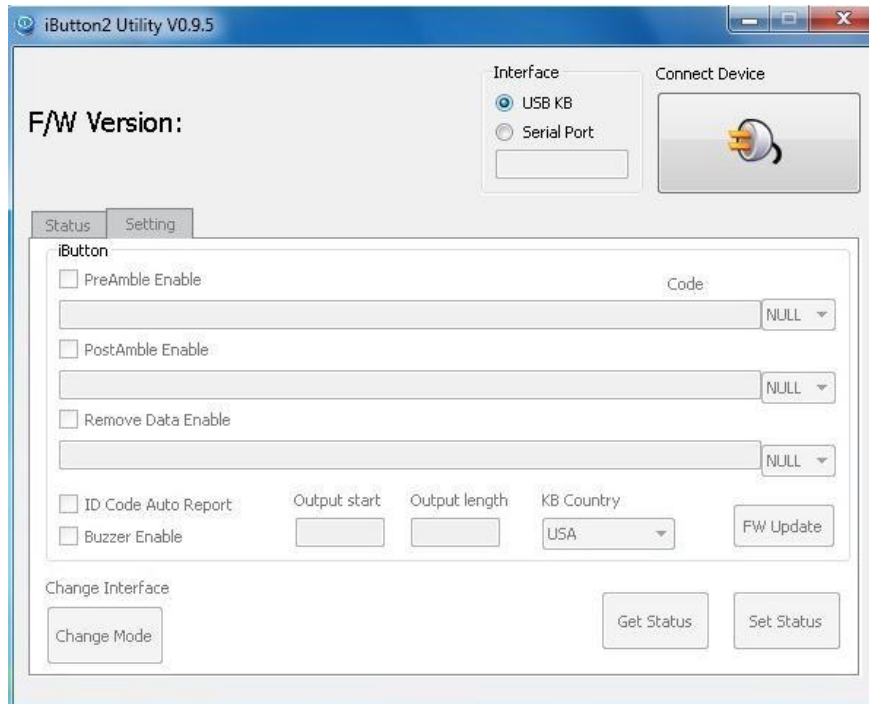 iButton2 Utility V0.9.5
Interface
Connect Device
USB KB
F/W Version:
Serial Port
Status Setting
iButton
PreAmble Enable
Code
NULL
PostAmble Enable
NULL
Remove Data Enable
NULL
ID Code Auto Report
Output start
Output length
KB Country
Buzzer Enable
USA
FW Update
Change Interface
Change Mode
Get Status
Set Status